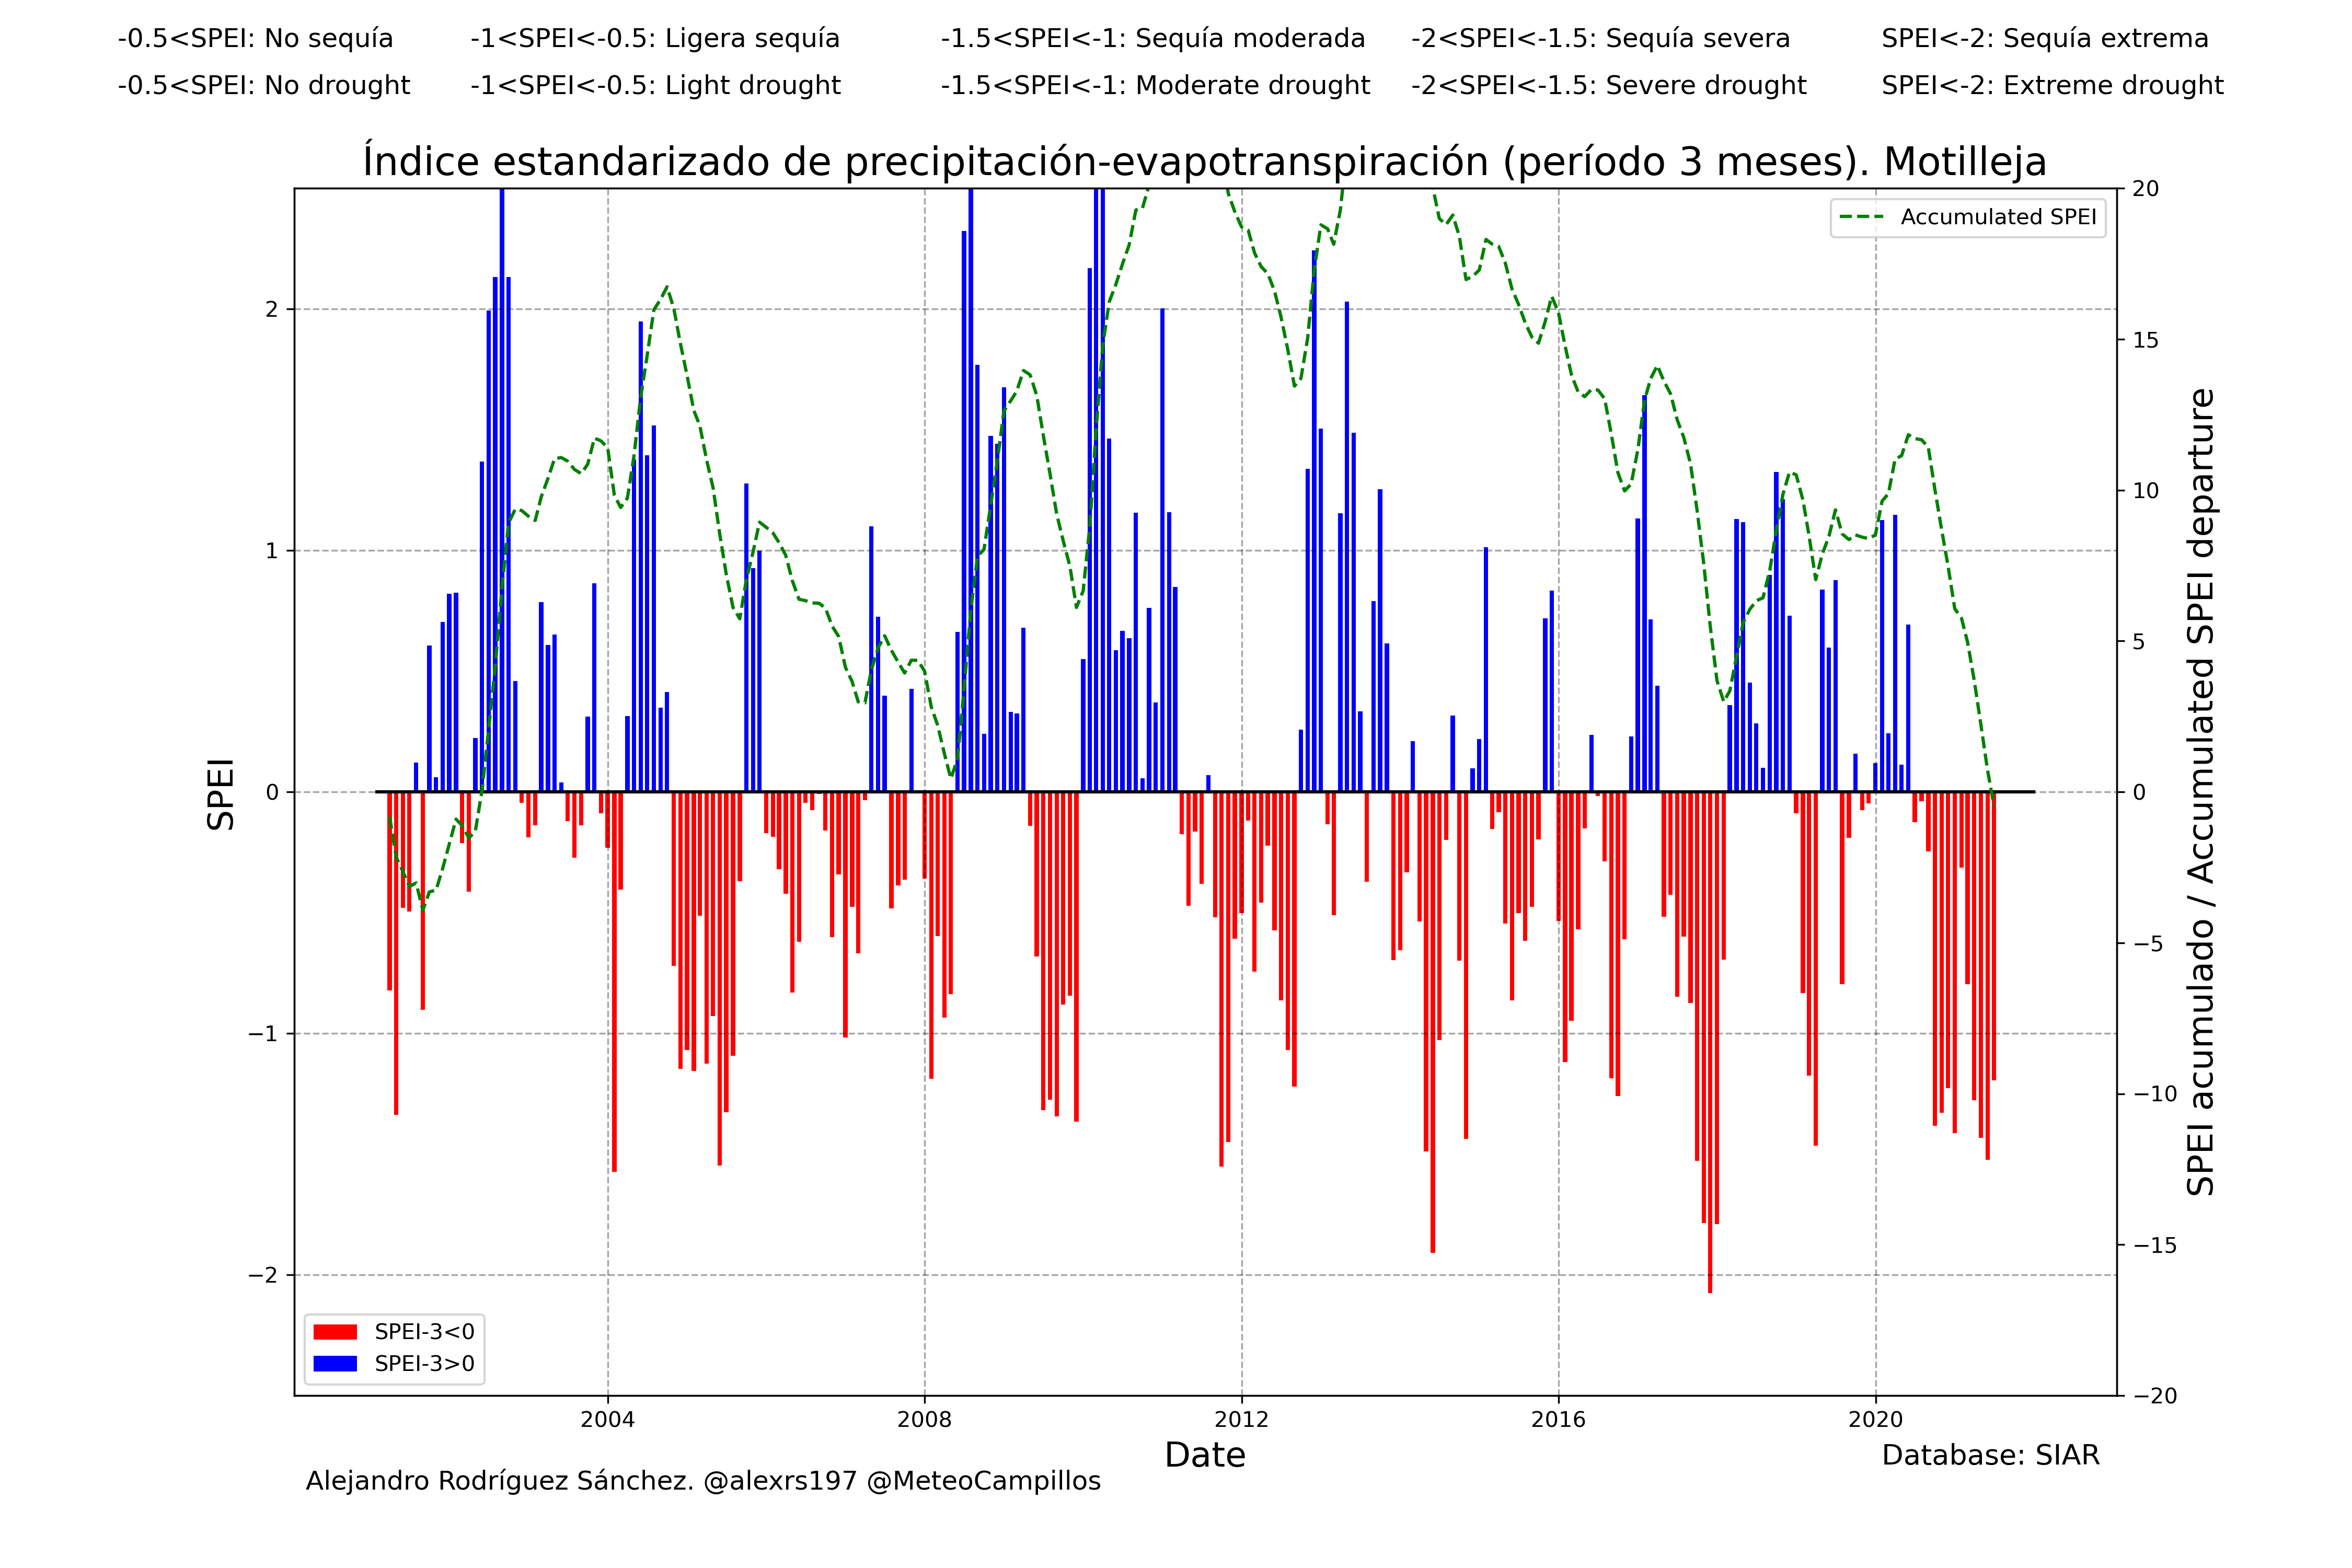 -0.5<SPEI: No sequía -1<SPEI<-0.5: Ligera sequía -1.5<SPEI<-1: Sequía moderada -2<SPEI<-1.5: Sequía severa SPEI<-2: Sequía extrema
-0.5<SPEI: No drought -1<SPEI<-0.5: Light drought -1.5<SPEI<-1: Moderate drought -2<SPEI<-1.5: Severe drought SPEI<-2: Extreme drought
Índice estandarizado de precipitación-evapotranspiración (período 3 meses). Motilleja
Accumulated SPEI
SPEI
2
1
0
−1
−2
20
15
10
5
0
−5
−10
−15
−20
SPEI acumulado / Accumulated SPEI departure
SPEI-3<0
SPEI-3>0
2004 2008 2012 2016 2020
Date
Database: SIAR
Alejandro Rodríguez Sánchez. @alexrs197 @MeteoCampillos